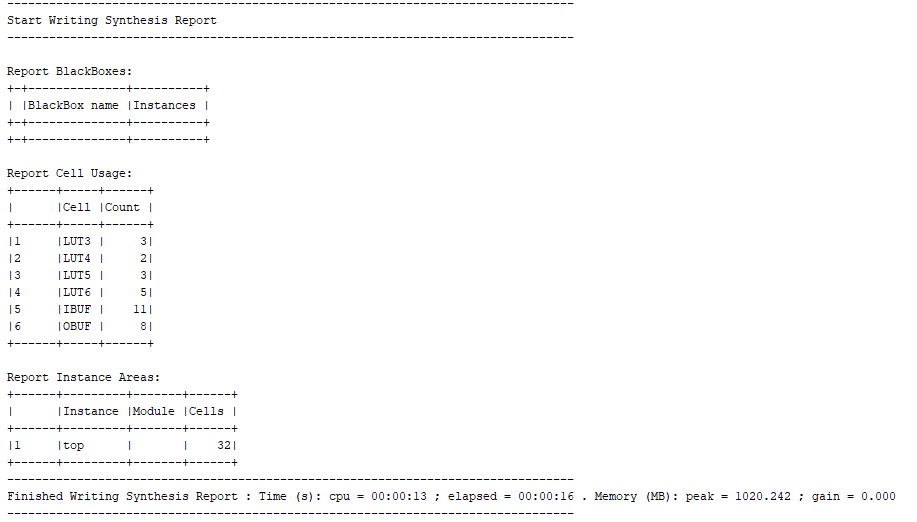 ---------------------------------------------------------------------------------
Start Writing Synthesis Report
---------------------------------------------------------------------------------

Report BlackBoxes:
+-+--------------+----------+
| |BlackBox name |Instances |
+-+--------------+----------+
+-+--------------+----------+

Report Cell Usage:
+------+-----+------+
|      |Cell |Count |
+------+-----+------+
|1     |LUT3 |     3|
|2     |LUT4 |     2|
|3     |LUT5 |     3|
|4     |LUT6 |     5|
|5     |IBUF |    11|
|6     |OBUF |     8|
+------+-----+------+

Report Instance Areas:
+------+---------+-------+------+
|      |Instance |Module |Cells |
+------+---------+-------+------+
|1     |top      |       |    32|
+------+---------+-------+------+
---------------------------------------------------------------------------------
Finished Writing Synthesis Report : Time (s): cpu = 00:00:13 ; elapsed = 00:00:16 . Memory (MB): peak = 1020.242 ; gain = 0.000
---------------------------------------------------------------------------------